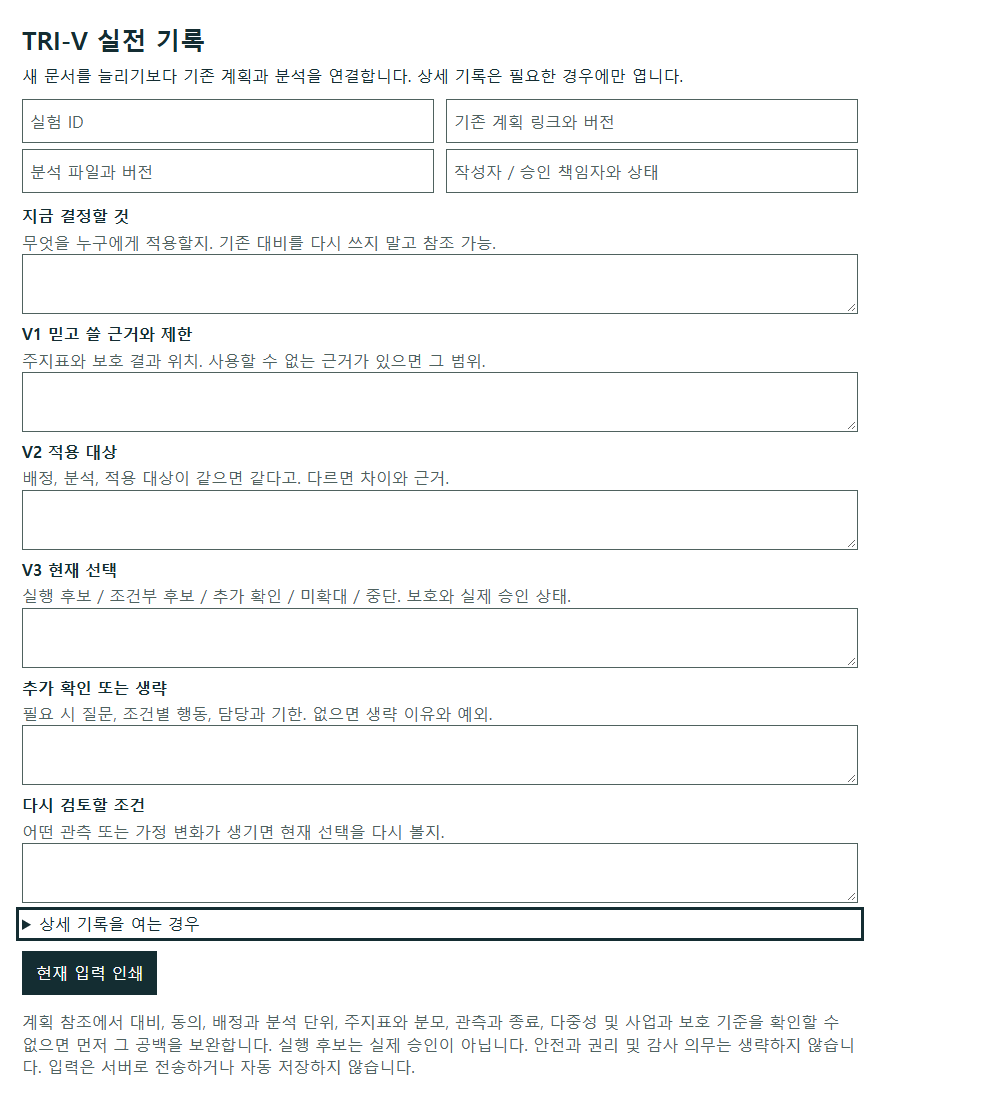 TRI-V 실전 기록
새 문서를 늘리기보다 기존 계획과 분석을 연결합니다. 상세 기록은 필요한 경우에만 엽니다.
실험 ID
기존 계획 링크와 버전
분석 파일과 버전
작성자 / 승인 책임자와 상태
지금 결정할 것
무엇을 누구에게 적용할지. 기존 대비를 다시 쓰지 말고 참조 가능.
V1 믿고 쓸 근거와 제한
주지표와 보호 결과 위치. 사용할 수 없는 근거가 있으면 그 범위.
V2 적용 대상
배정, 분석, 적용 대상이 같으면 같다고. 다르면 차이와 근거.
V3 현재 선택
실행 후보 / 조건부 후보 / 추가 확인 / 미확대 / 중단. 보호와 실제 승인 상태.
추가 확인 또는 생략
필요 시 질문, 조건별 행동, 담당과 기한. 없으면 생략 이유와 예외.
다시 검토할 조건
어떤 관측 또는 가정 변화가 생기면 현재 선택을 다시 볼지.
▶ 상세 기록을 여는 경우
현재 입력 인쇄
계획 참조에서 대비, 동의, 배정과 분석 단위, 주지표와 분모, 관측과 종료, 다중성 및 사업과 보호 기준을 확인할 수
없으면 먼저 그 공백을 보완합니다. 실행 후보는 실제 승인이 아닙니다. 안전과 권리 및 감사 의무는 생략하지 않습니
다. 입력은 서버로 전송하거나 자동 저장하지 않습니다.